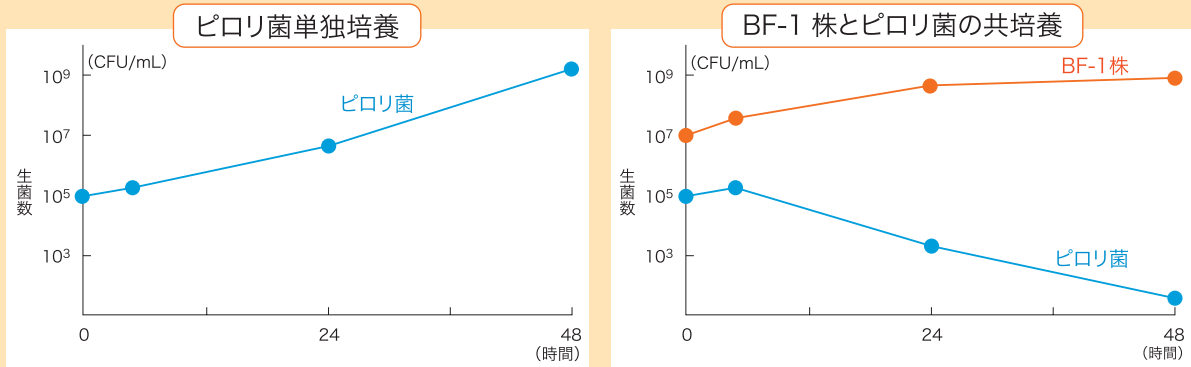 ピロリ菌単独培養
(CFU/mL)
10⁹
10⁷
10⁵
10³
生菌数
ピロリ菌
0
24
48
(時間)
BF-1 株とピロリ菌の共培養
(CFU/mL)
10⁹
10⁷
10⁵
10³
生菌数
BF-1株
ピロリ菌
0
24
48
(時間)